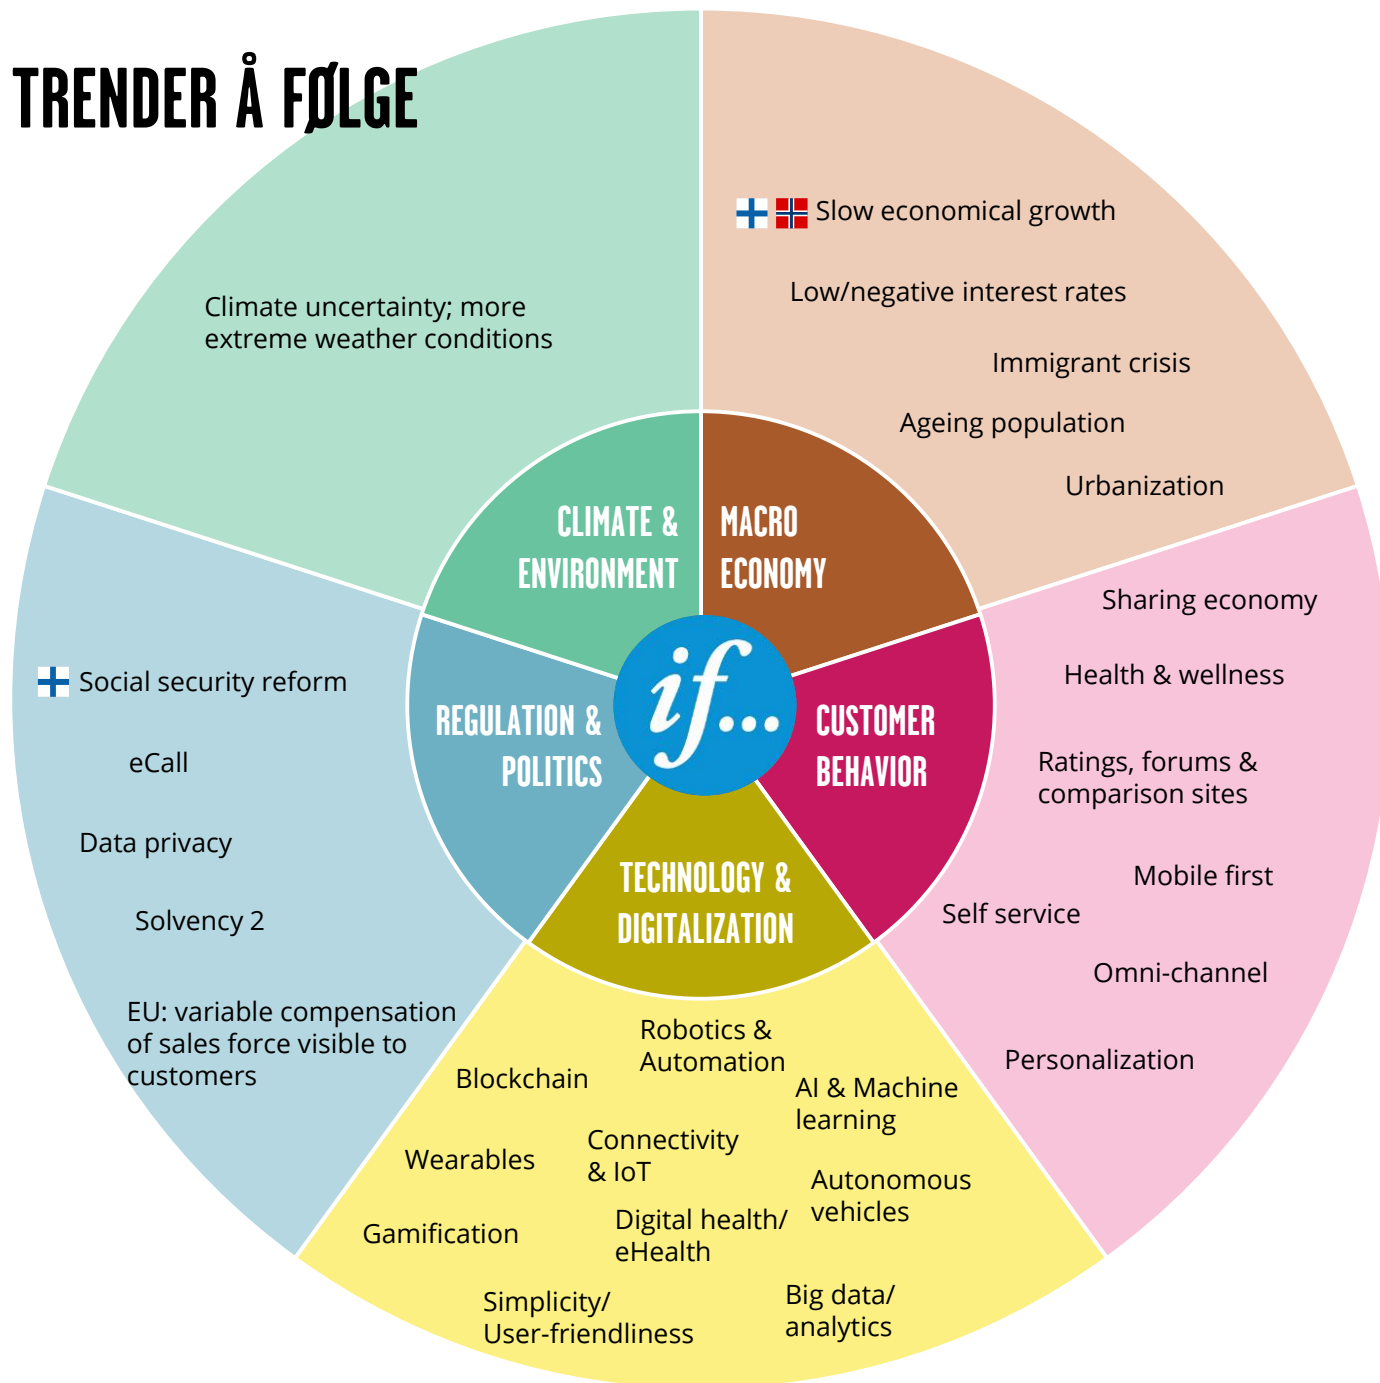 TRENDER Å FØLGE
Climate uncertainty; more
extreme weather conditions
Slow economical growth
Low/negative interest rates
Immigrant crisis
Ageing population
Urbanization
CLIMATE &
ENVIRONMENT
MACRO
ECONOMY
Sharing economy
Health & wellness
Ratings, forums &
comparison sites
Mobile first
Self service
Omni-channel
Personalization
Social security reform
eCall
Data privacy
Solvency 2
EU: variable compensation
of sales force visible to
customers
REGULATION &
POLITICS
if...
CUSTOMER
BEHAVIOR
TECHNOLOGY &
DIGITALIZATION
Robotics &
Automation
Blockchain
AI & Machine
learning
Connectivity
& IoT
Wearables
Autonomous
vehicles
Digital health/
eHealth
Gamification
Simplicity/
User-friendliness
Big data/
analytics